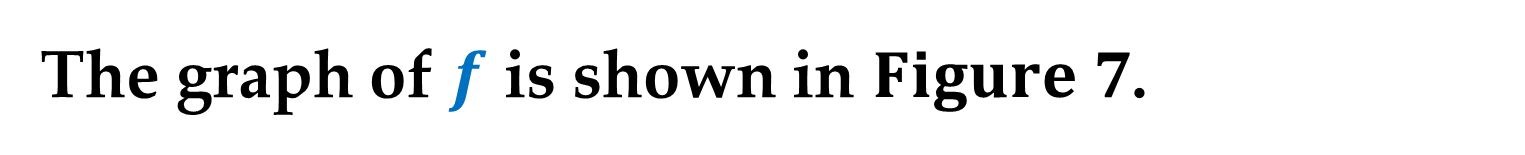 The graph of f is shown in Figure 7.